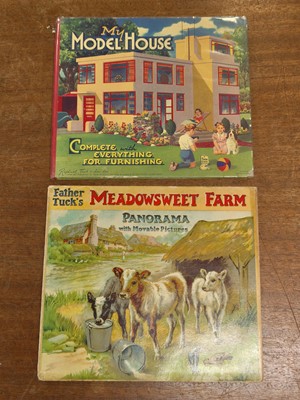 My
MODEL HOUSE
COMPLETE with
EVERYTHING
FOR FURNISHING
Father
Tuck's
MEADOWSWEET FARM
PANORAMA
with Movable Pictures